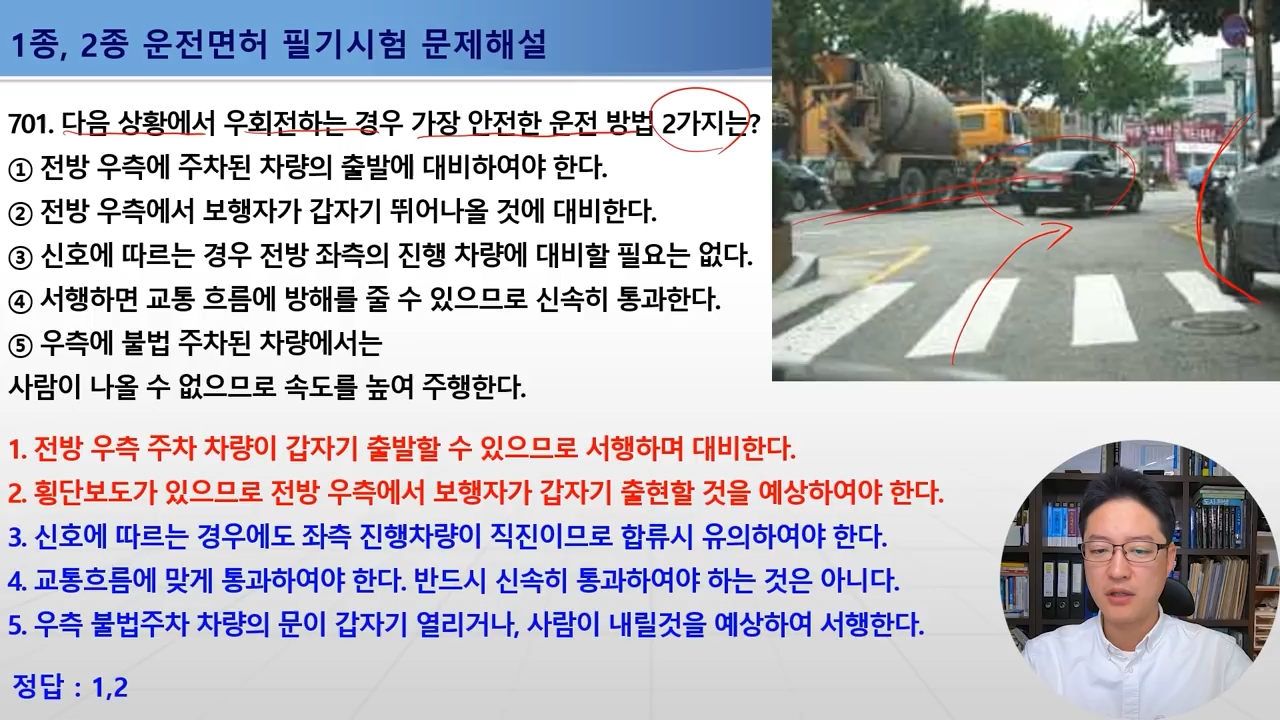 1종, 2종 운전면허 필기시험 문제해설
701. 다음 상황에서 우회전하는 경우 가장 안전한 운전 방법 2가지는?
① 전방 우측에 주차된 차량의 출발에 대비하여야 한다.
② 전방 우측에서 보행자가 갑자기 뛰어나올 것에 대비한다.
③ 신호에 따르는 경우 전방 좌측의 진행 차량에 대비할 필요는 없다.
④ 서행하면 교통 흐름에 방해를 줄 수 있으므로 신속히 통과한다.
⑤ 우측에 불법 주차된 차량에서는
사람이 나올 수 없으므로 속도를 높여 주행한다.
1. 전방 우측 주차 차량이 갑자기 출발할 수 있으므로 서행하며 대비한다.
2. 횡단보도가 있으므로 전방 우측에서 보행자가 갑자기 출현할 것을 예상하여야 한다.
3. 신호에 따르는 경우에도 좌측 진행차량이 직진이므로 합류시 유의하여야 한다.
4. 교통흐름에 맞게 통과하여야 한다. 반드시 신속히 통과하여야 하는 것은 아니다.
5. 우측 불법주차 차량의 문이 갑자기 열리거나, 사람이 내릴것을 예상하여 서행한다.
정답 : 1,2